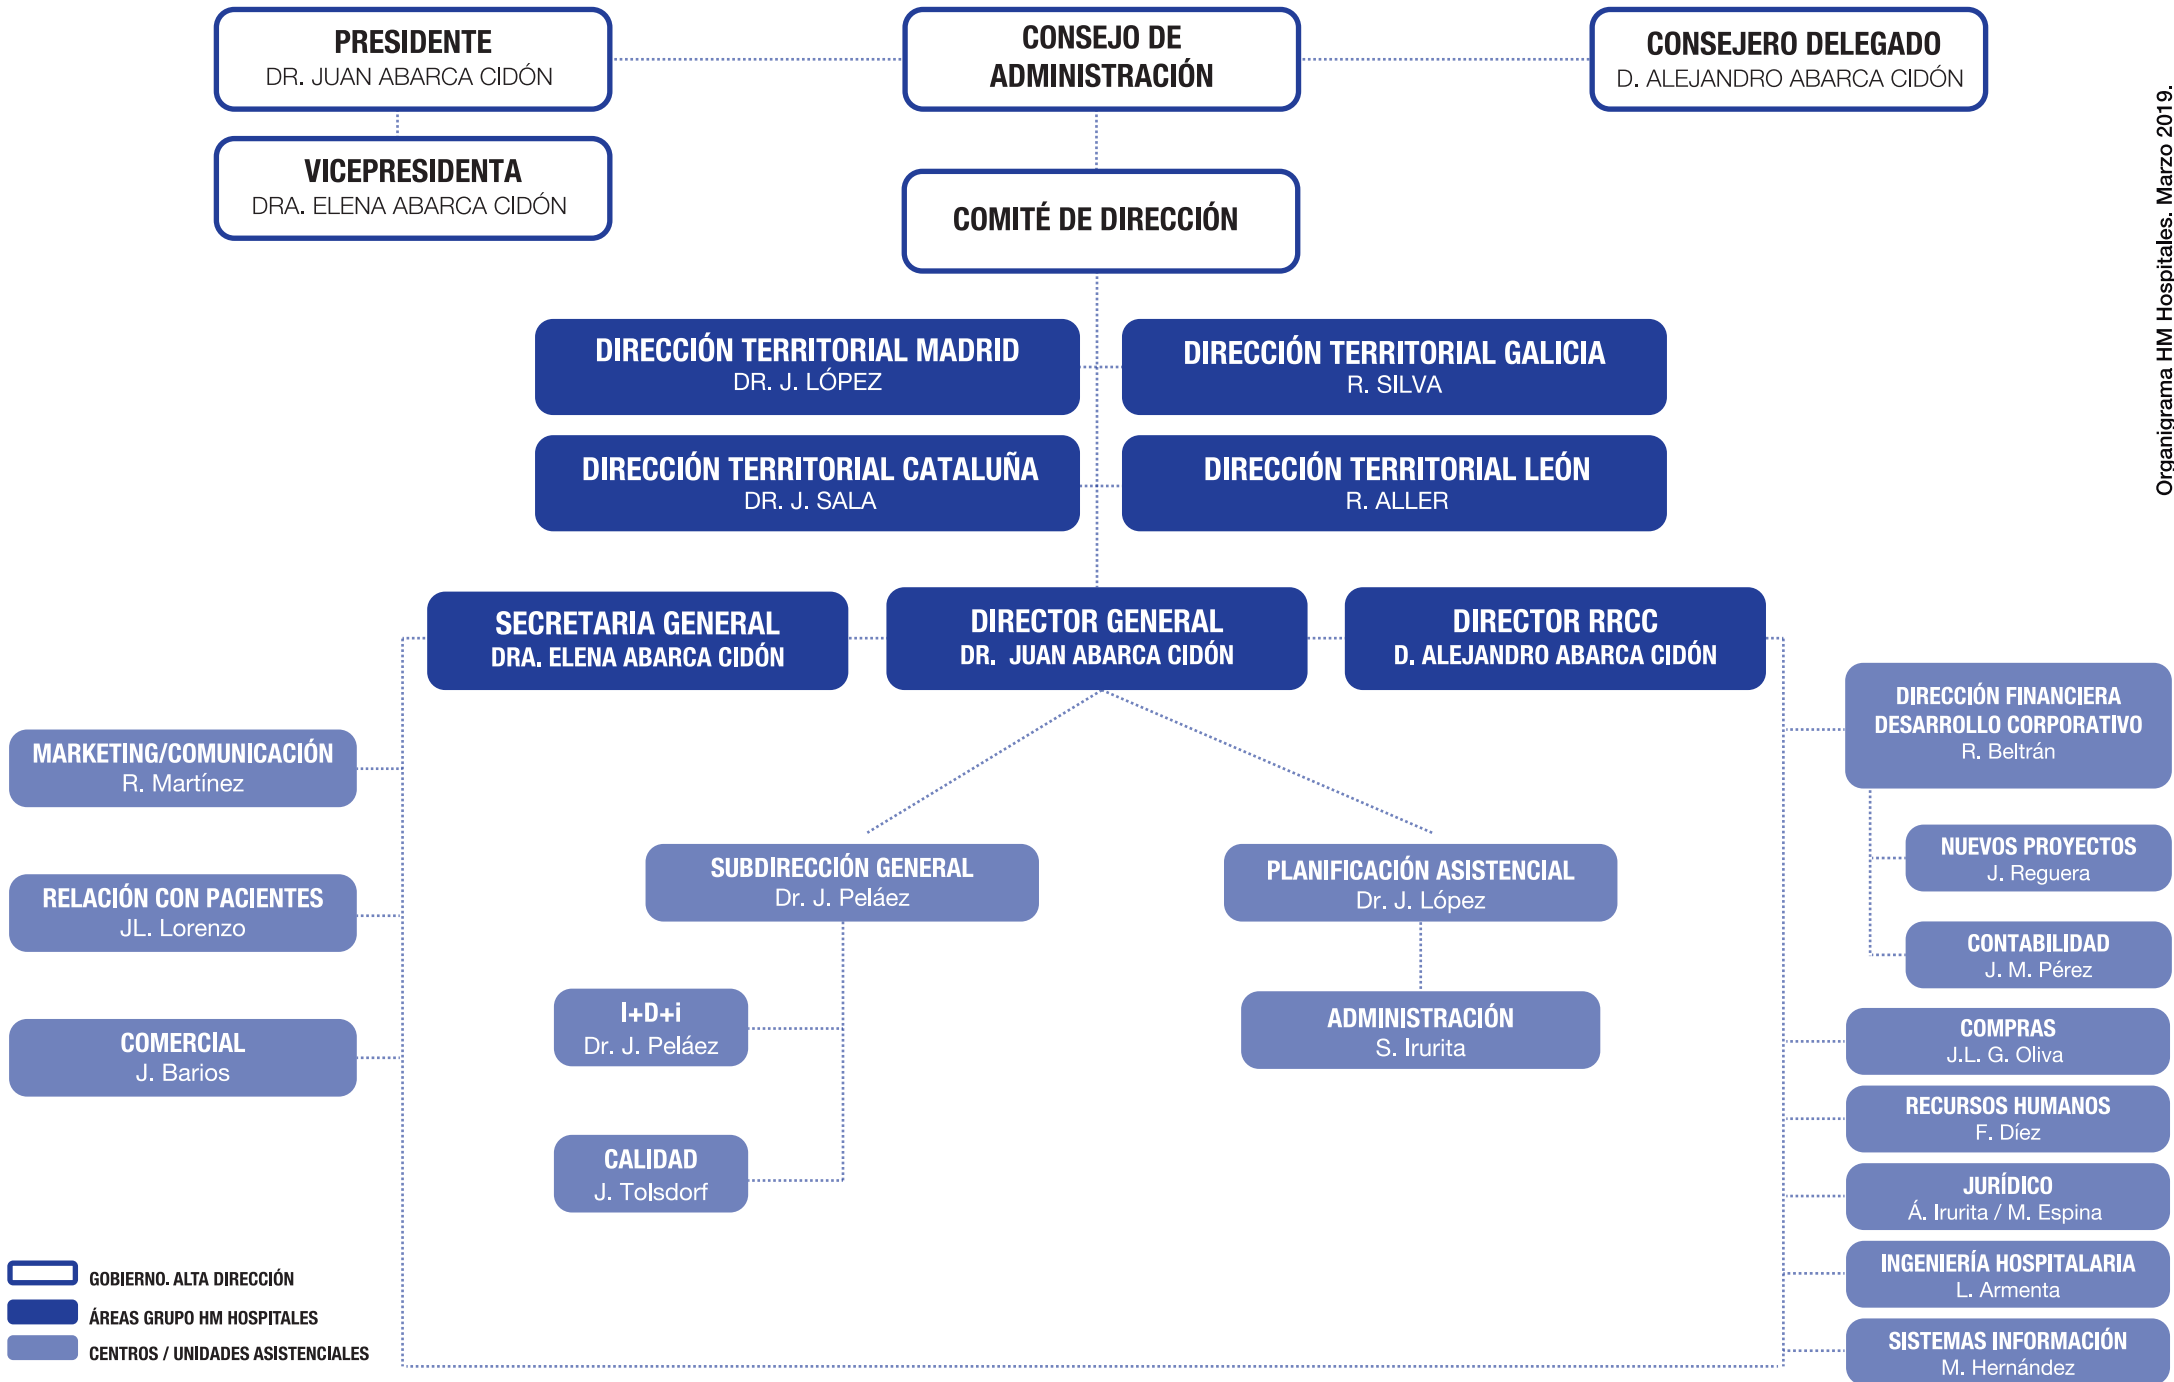 PRESIDENTE
DR. JUAN ABARCA CIDÓN
CONSEJO DE
ADMINISTRACIÓN
CONSEJERO DELEGADO
D. ALEJANDRO ABARCA CIDÓN
VICEPRESIDENTA
DRA. ELENA ABARCA CIDÓN
COMITÉ DE DIRECCIÓN
Organigrama HM Hospitales. Marzo 2019.
DIRECCIÓN TERRITORIAL MADRID
DR. J. LÓPEZ
DIRECCIÓN TERRITORIAL GALICIA
R. SILVA
DIRECCIÓN TERRITORIAL CATALUÑA
DR. J. SALA
DIRECCIÓN TERRITORIAL LEÓN
R. ALLER
SECRETARIA GENERAL
DRA. ELENA ABARCA CIDÓN
DIRECTOR GENERAL
DR. JUAN ABARCA CIDÓN
DIRECTOR RRCC
D. ALEJANDRO ABARCA CIDÓN
MARKETING/COMUNICACIÓN
R. Martínez
RELACIÓN CON PACIENTES
JL. Lorenzo
COMERCIAL
J. Barios
SUBDIRECCIÓN GENERAL
Dr. J. Peláez
I+D+i
Dr. J. Peláez
CALIDAD
J. Tolsdorf
PLANIFICACIÓN ASISTENCIAL
Dr. J. López
ADMINISTRACIÓN
S. Irurita
DIRECCIÓN FINANCIERA
DESARROLLO CORPORATIVO
R. Beltrán
NUEVOS PROYECTOS
J. Reguera
CONTABILIDAD
J. M. Pérez
COMPRAS
J.L. G. Oliva
RECURSOS HUMANOS
F. Díez
JURÍDICO
Á. Irurita / M. Espina
INGENIERÍA HOSPITALARIA
L. Armenta
SISTEMAS INFORMACIÓN
M. Hernández
GOBIERNO. ALTA DIRECCIÓN
ÁREAS GRUPO HM HOSPITALES
CENTROS / UNIDADES ASISTENCIALES